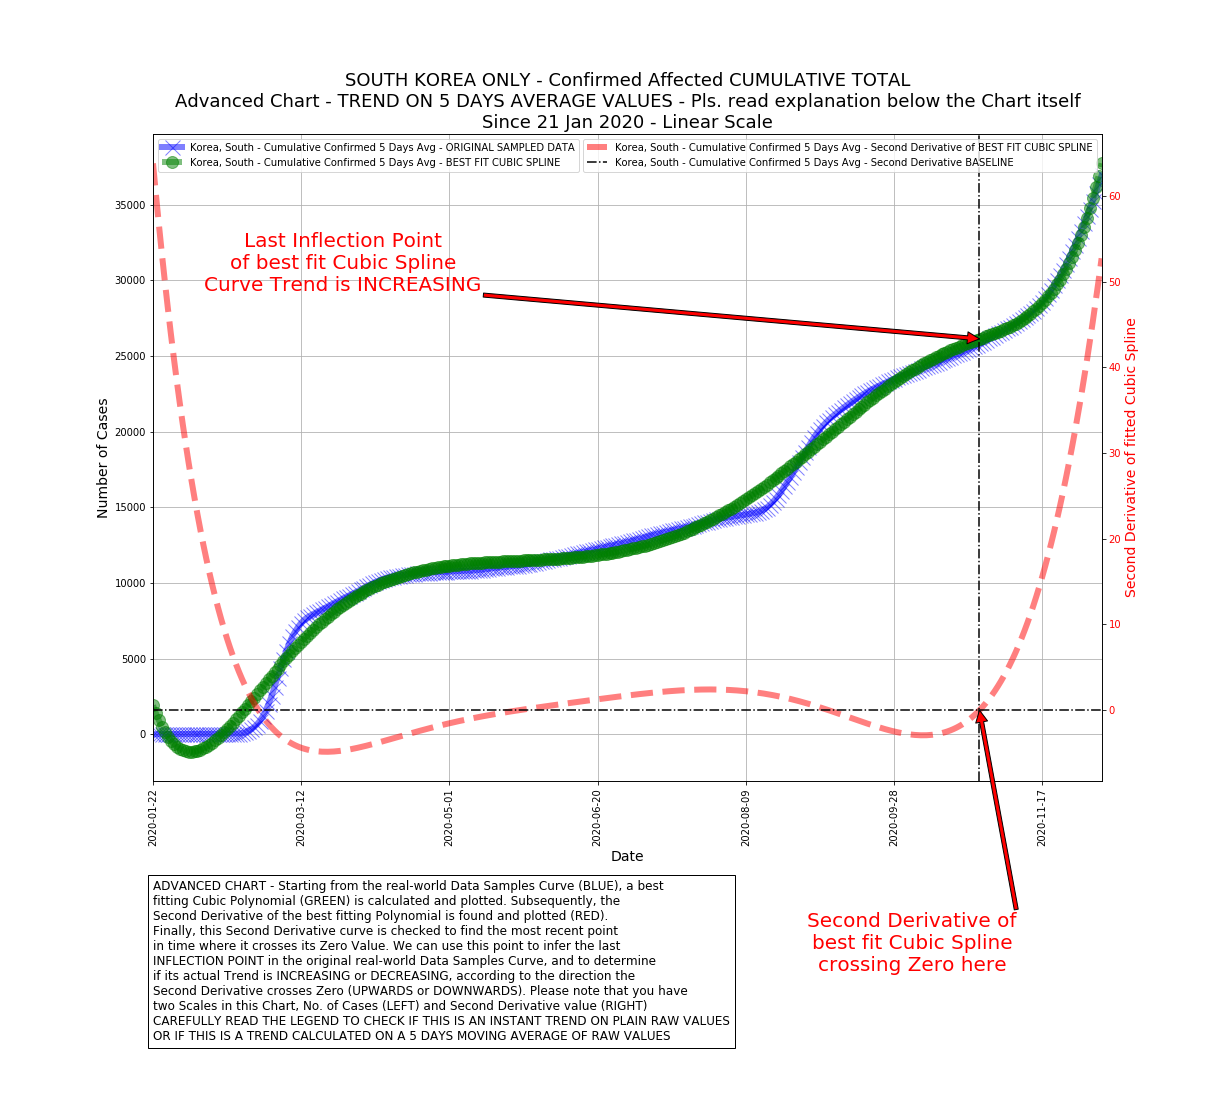 SOUTH KOREA ONLY - Confirmed Affected CUMULATIVE TOTAL
Advanced Chart - TREND ON 5 DAYS AVERAGE VALUES - Pls. read explanation below the Chart itself
Since 21 Jan 2020 - Linear Scale
Korea, South - Cumulative Confirmed 5 Days Avg - ORIGINAL SAMPLED DATA
Korea, South - Cumulative Confirmed 5 Days Avg - BEST FIT CUBIC SPLINE
Korea, South - Cumulative Confirmed 5 Days Avg - Second Derivative of BEST FIT CUBIC SPLINE
Korea, South - Cumulative Confirmed 5 Days Avg - Second Derivative BASELINE
Last Inflection Point
of best fit Cubic Spline
Curve Trend is INCREASING
Number of Cases
35000
30000
25000
20000
15000
10000
5000
0
60
50
40
30
20
10
0
Second Derivative of fitted Cubic Spline
2020-01-22
2020-03-12
2020-05-01
2020-06-20
2020-08-09
2020-09-28
2020-11-17
Date
Second Derivative of
best fit Cubic Spline
crossing Zero here
ADVANCED CHART - Starting from the real-world Data Samples Curve (BLUE), a best
fitting Cubic Polynomial (GREEN) is calculated and plotted. Subsequently, the
Second Derivative of the best fitting Polynomial is found and plotted (RED).
Finally, this Second Derivative curve is checked to find the most recent point
in time where it crosses its Zero Value. We can use this point to infer the last
INFLECTION POINT in the original real-world Data Samples Curve, and to determine
if its actual Trend is INCREASING or DECREASING, according to the direction the
Second Derivative crosses Zero (UPWARDS or DOWNWARDS). Please note that you have
two Scales in this Chart, No. of Cases (LEFT) and Second Derivative value (RIGHT)
CAREFULLY READ THE LEGEND TO CHECK IF THIS IS AN INSTANT TREND ON PLAIN RAW VALUES
OR IF THIS IS A TREND CALCULATED ON A 5 DAYS MOVING AVERAGE OF RAW VALUES